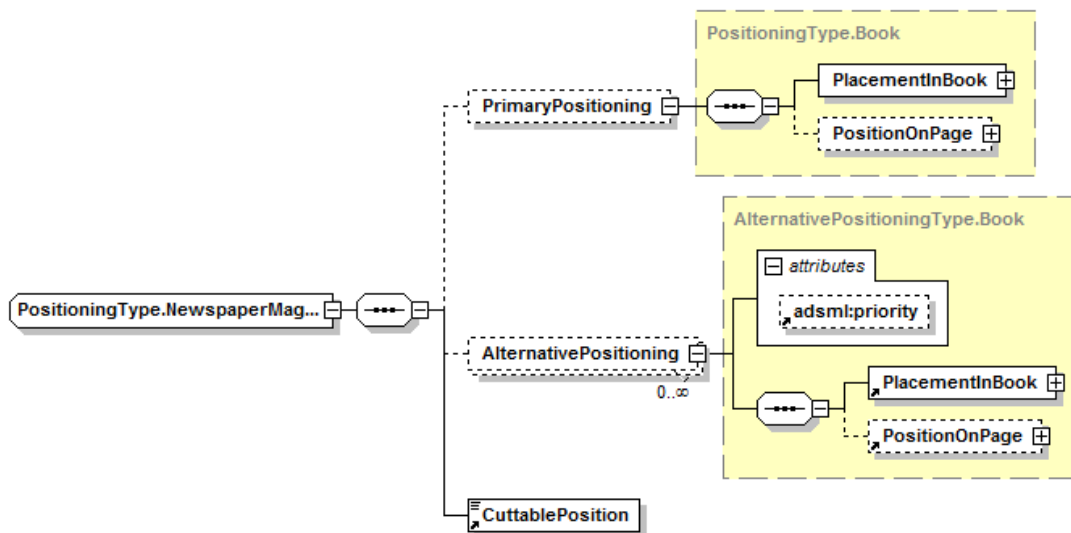 PositioningType.Book
PlacementInBook
PrimaryPositioning
PositionOnPage
AlternativePositioningType.Book
attributes
adsml:priority
PositioningType.NewspaperMag...
AlternativePositioning
0..∞
PlacementInBook
PositionOnPage
CuttablePosition